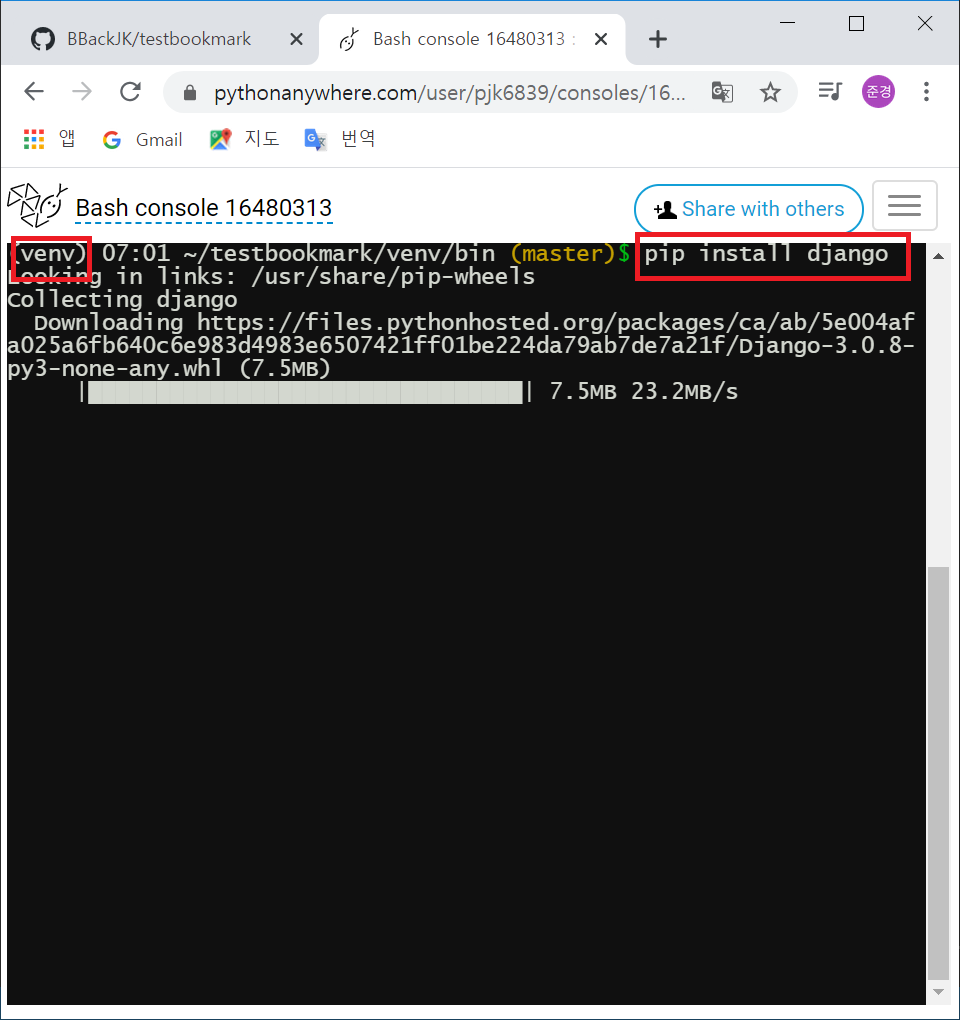 BBackJK/testbookmark
Bash console 16480313 :
pythonanywhere.com/user/pjk6839/consoles/16...
준경
앱 Gmail 지도 번역
Bash console 16480313
Share with others
(venv) 07:01 ~/testbookmark/venv/bin (master)$ pip install django
Looking in links: /usr/share/pip-wheels
Collecting django
Downloading https://files.pythonhosted.org/packages/ca/ab/5e004af
a025a6fb640c6e983d4983e6507421ff01be224da79ab7de7a21f/Django-3.0.8-
py3-none-any.whl (7.5MB)
|████████████████████████████████| 7.5MB 23.2MB/s